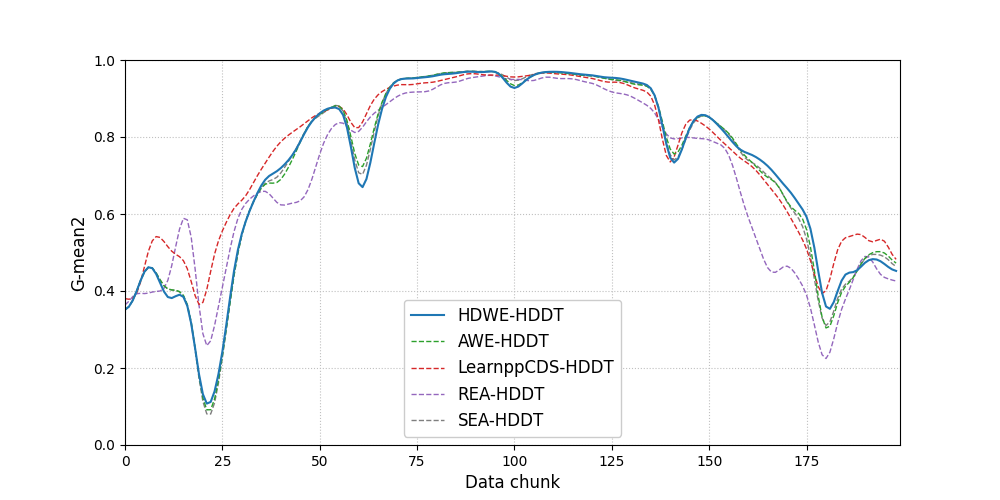 1.0
0.8
0.6
0.4
0.2
0.0
G-mean2
0
25
50
75
100
125
150
175
Data chunk
HDWE-HDDT
AWE-HDDT
LearnppCDS-HDDT
REA-HDDT
SEA-HDDT